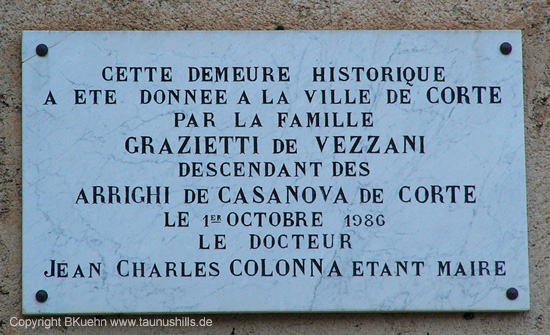 CETTE DEMEURE HISTORIQUE
A ETE DONNEE A LA VILLE DE CORTE
PAR LA FAMILLE
GRAZIETTI DE VEZZANI
DESCENDANT DES
ARRIGHI DE CASANOVA DE CORTE
LE 1ER OCTOBRE 1986
LE DOCTEUR
JEAN CHARLES COLONNA ETANT MAIRE
Copyright BKuehn www.taunushills.de